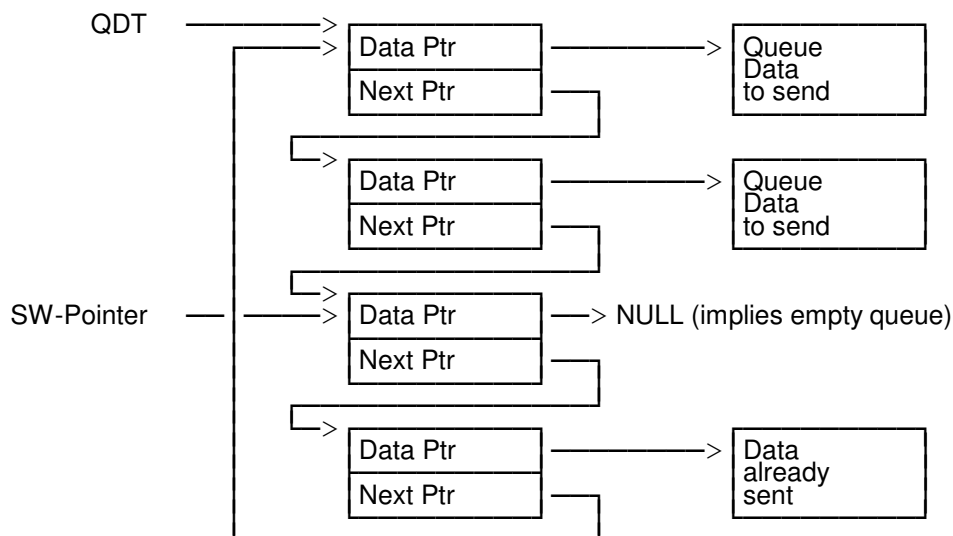 QDT
Data Ptr
Queue
Data
to send
Next Ptr
Data Ptr
Queue
Data
to send
Next Ptr
SW-Pointer
Data Ptr
NULL (implies empty queue)
Next Ptr
Data Ptr
Data
already
sent
Next Ptr